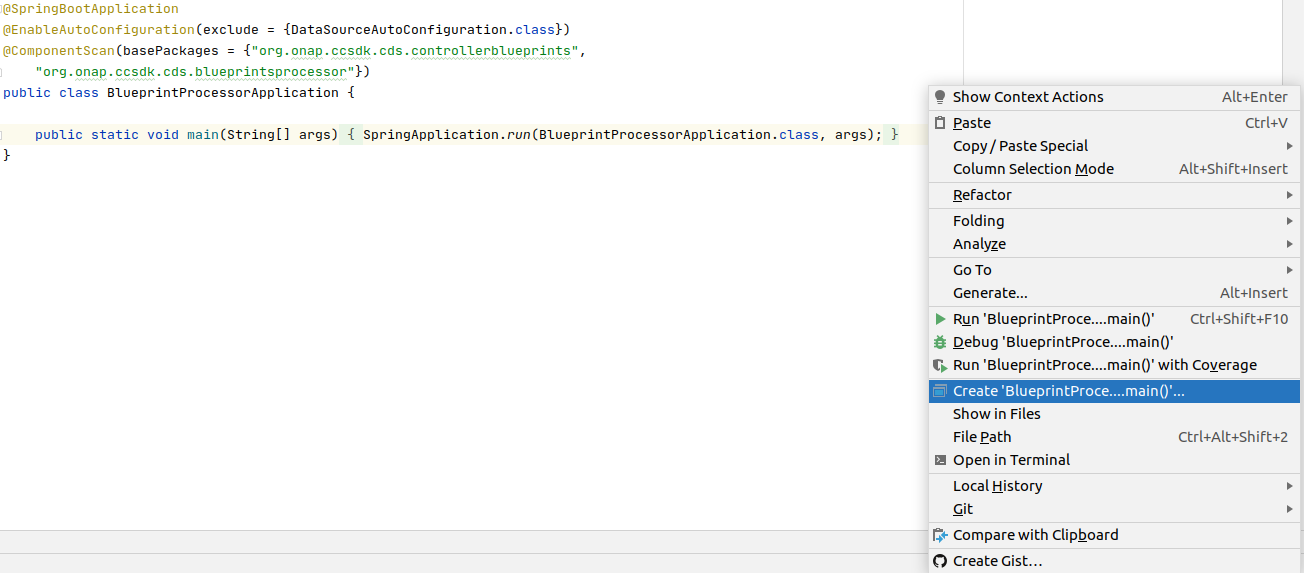 @SpringBootApplication
@EnableAutoConfiguration(exclude = {DataSourceAutoConfiguration.class})
@ComponentScan(basePackages = {"org.onap.ccsdk.cds.controllerblueprints",
"org.onap.ccsdk.cds.blueprintsprocessor"})
public class BlueprintProcessorApplication {
public static void main(String[] args) { SpringApplication.run(BlueprintProcessorApplication.class, args); }
}
Show Context Actions Alt+Enter
Paste Ctrl+V
Copy / Paste Special
Column Selection Mode Alt+Shift+Insert
Refactor
Folding
Analyze
Go To
Generate... Alt+Insert
Run 'BlueprintProce....main()' Ctrl+Shift+F10
Debug 'BlueprintProce....main()'
Run 'BlueprintProce....main()' with Coverage
Create 'BlueprintProce....main()'...
Show in Files
File Path Ctrl+Alt+Shift+2
Open in Terminal
Local History
Git
Compare with Clipboard
Create Gist...